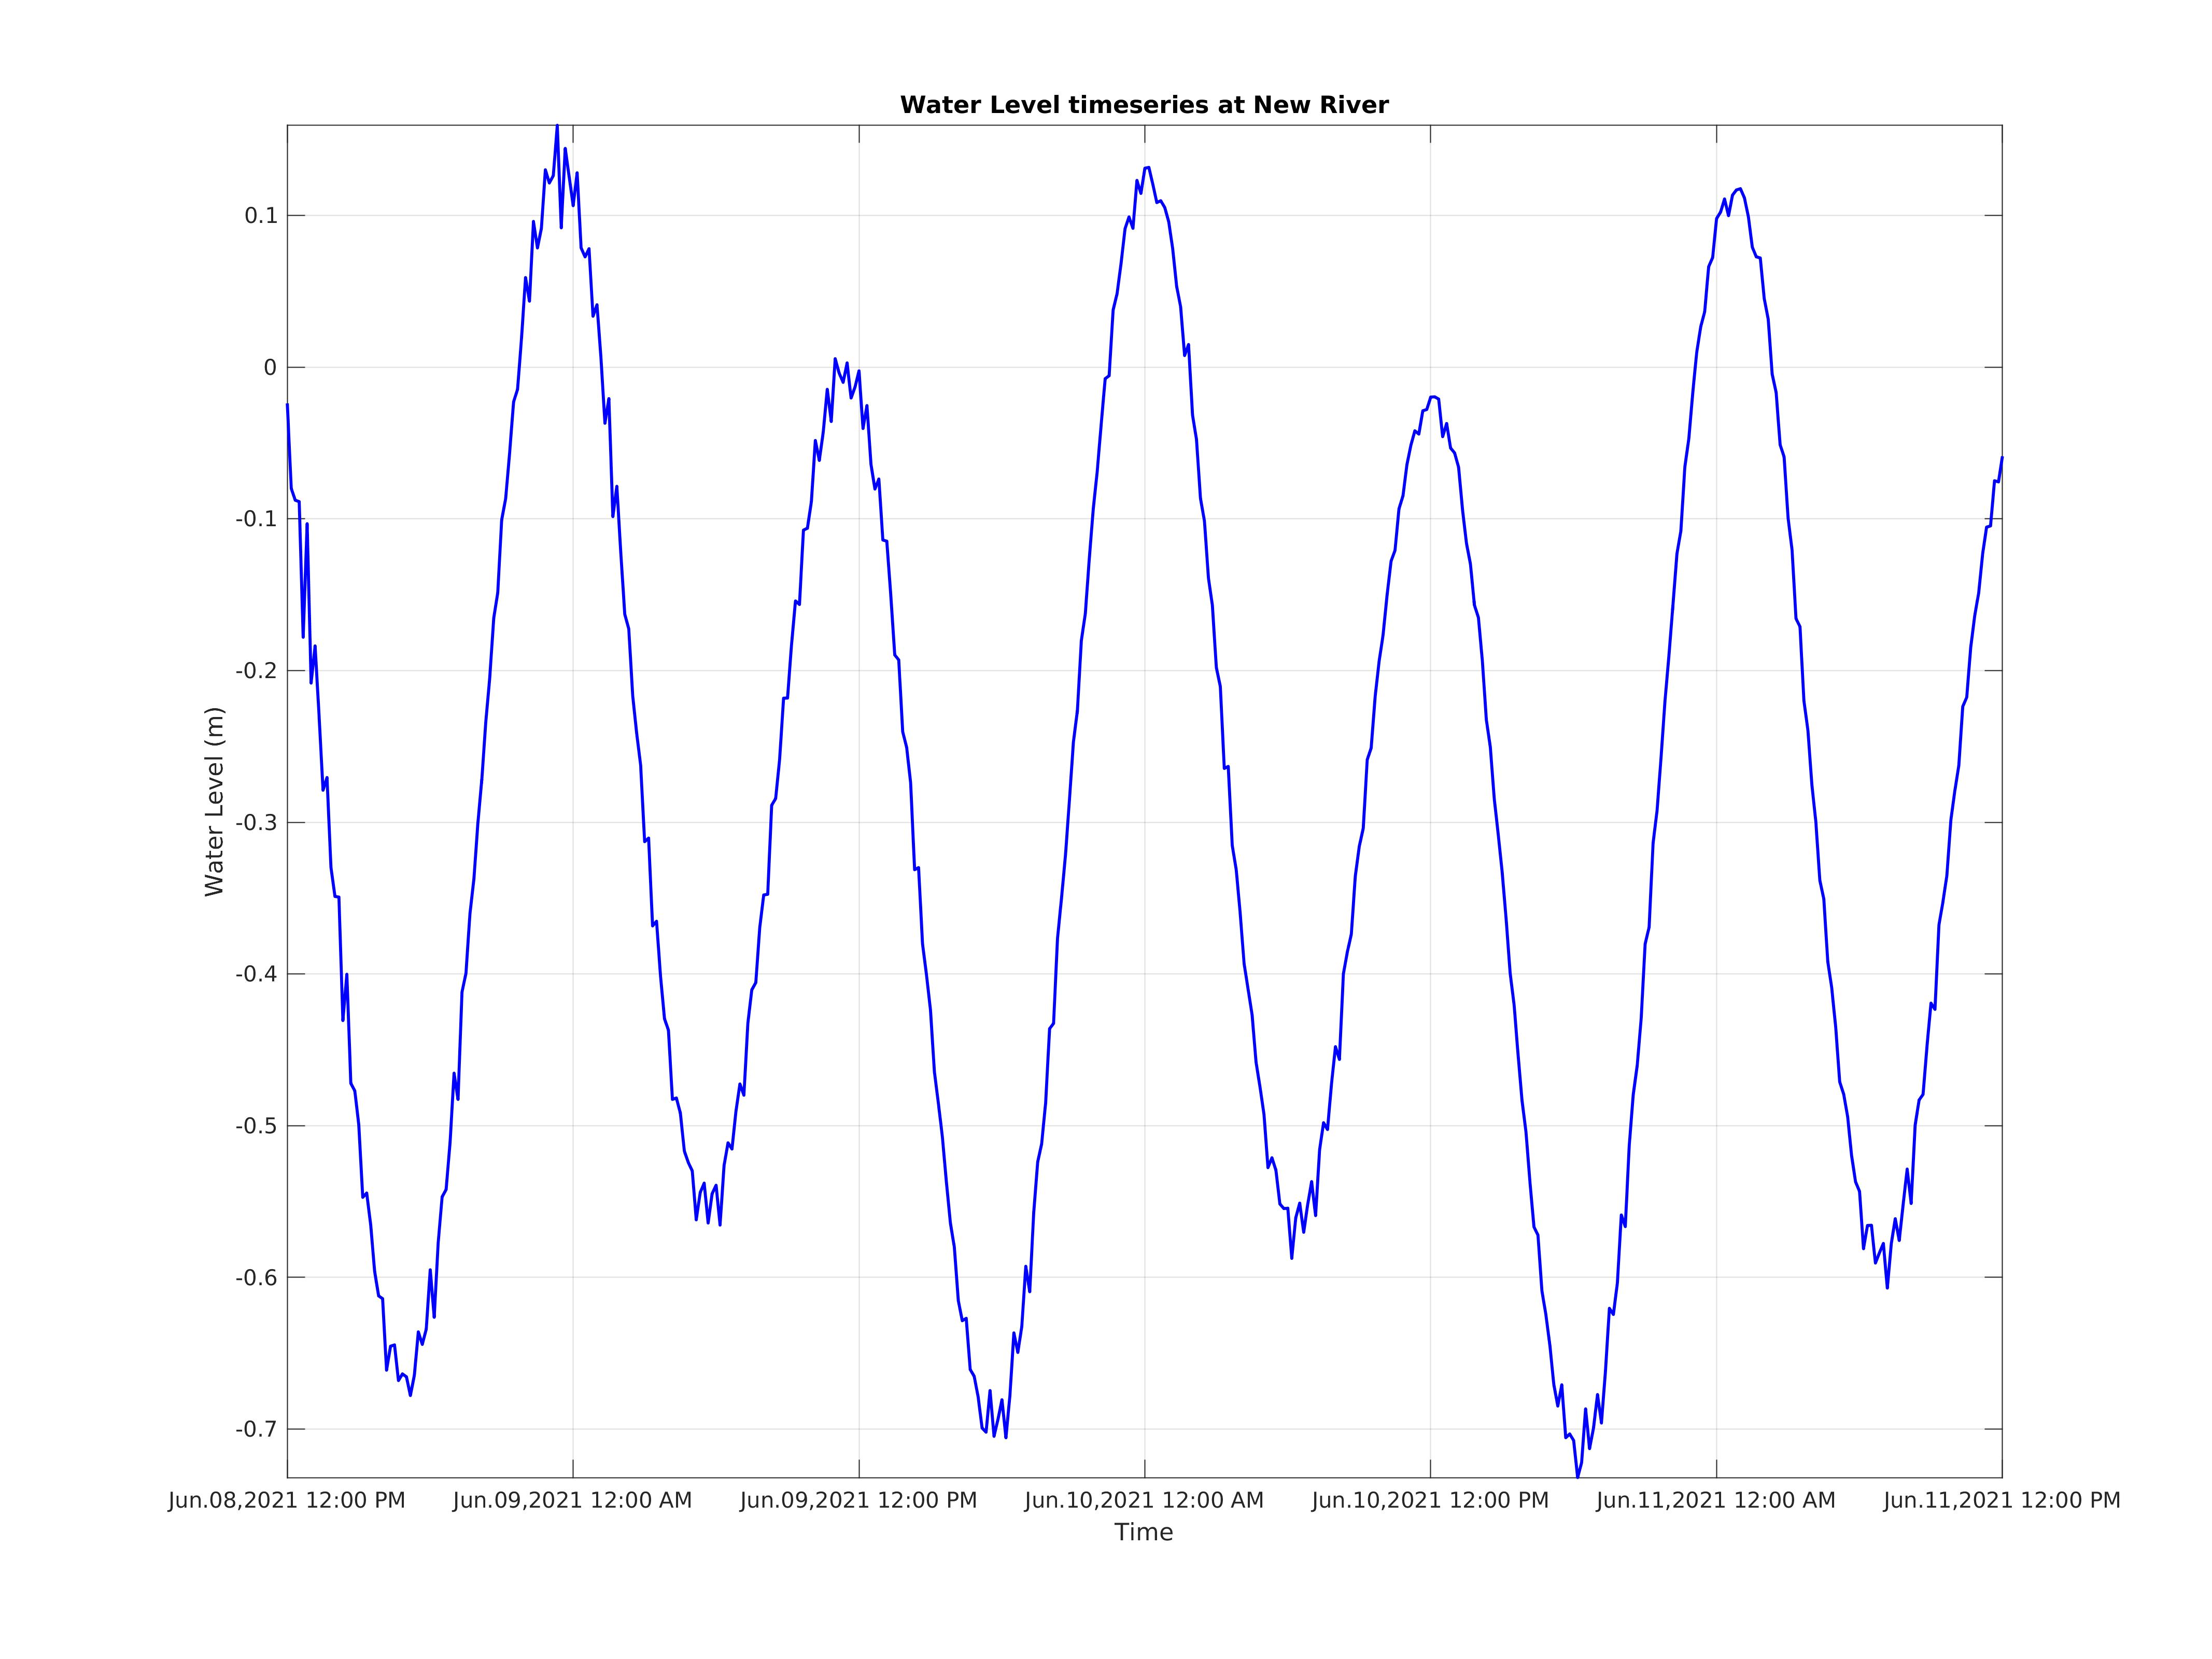 Water Level timeseries at New River
Water Level (m)
0.1
0
-0.1
-0.2
-0.3
-0.4
-0.5
-0.6
-0.7
Jun.08,2021 12:00 PM
Jun.09,2021 12:00 AM
Jun.09,2021 12:00 PM
Jun.10,2021 12:00 AM
Jun.10,2021 12:00 PM
Jun.11,2021 12:00 AM
Jun.11,2021 12:00 PM
Time